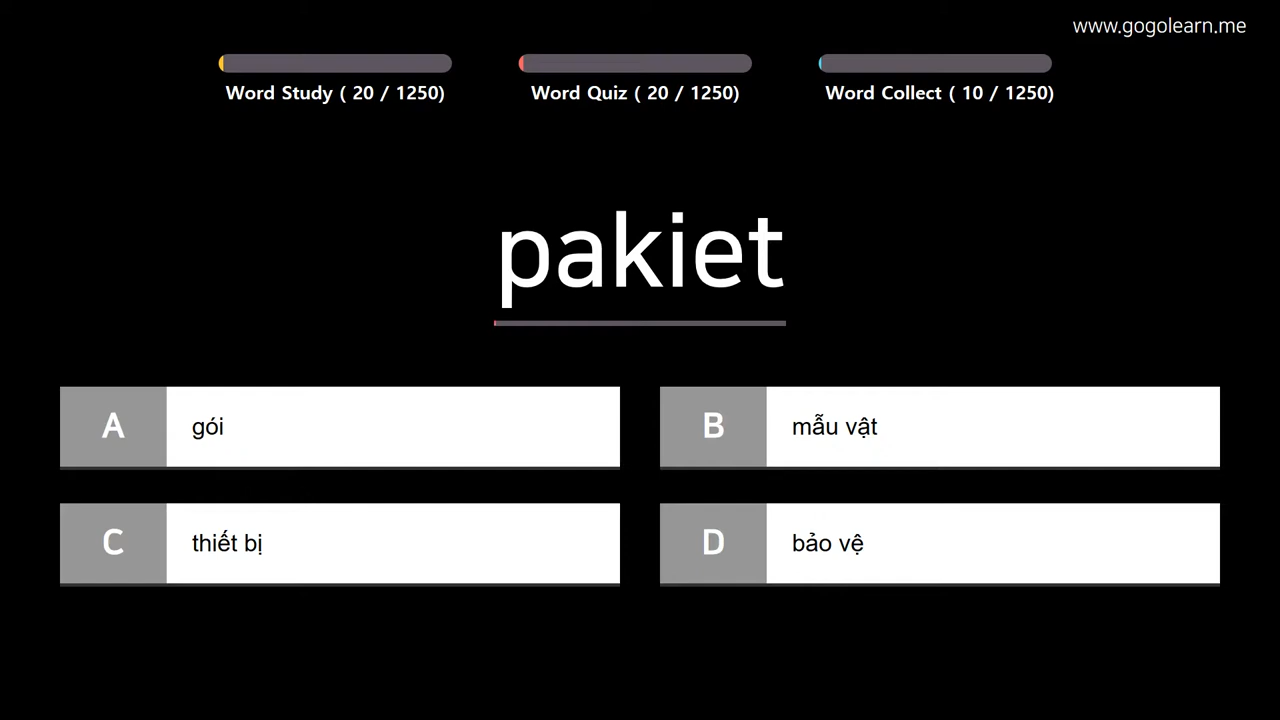 www.gogolearn.me
Word Study ( 20 / 1250)
Word Quiz ( 20 / 1250)
Word Collect ( 10 / 1250)
pakiet
A gói
B mẫu vật
C thiết bị
D bảo vệ